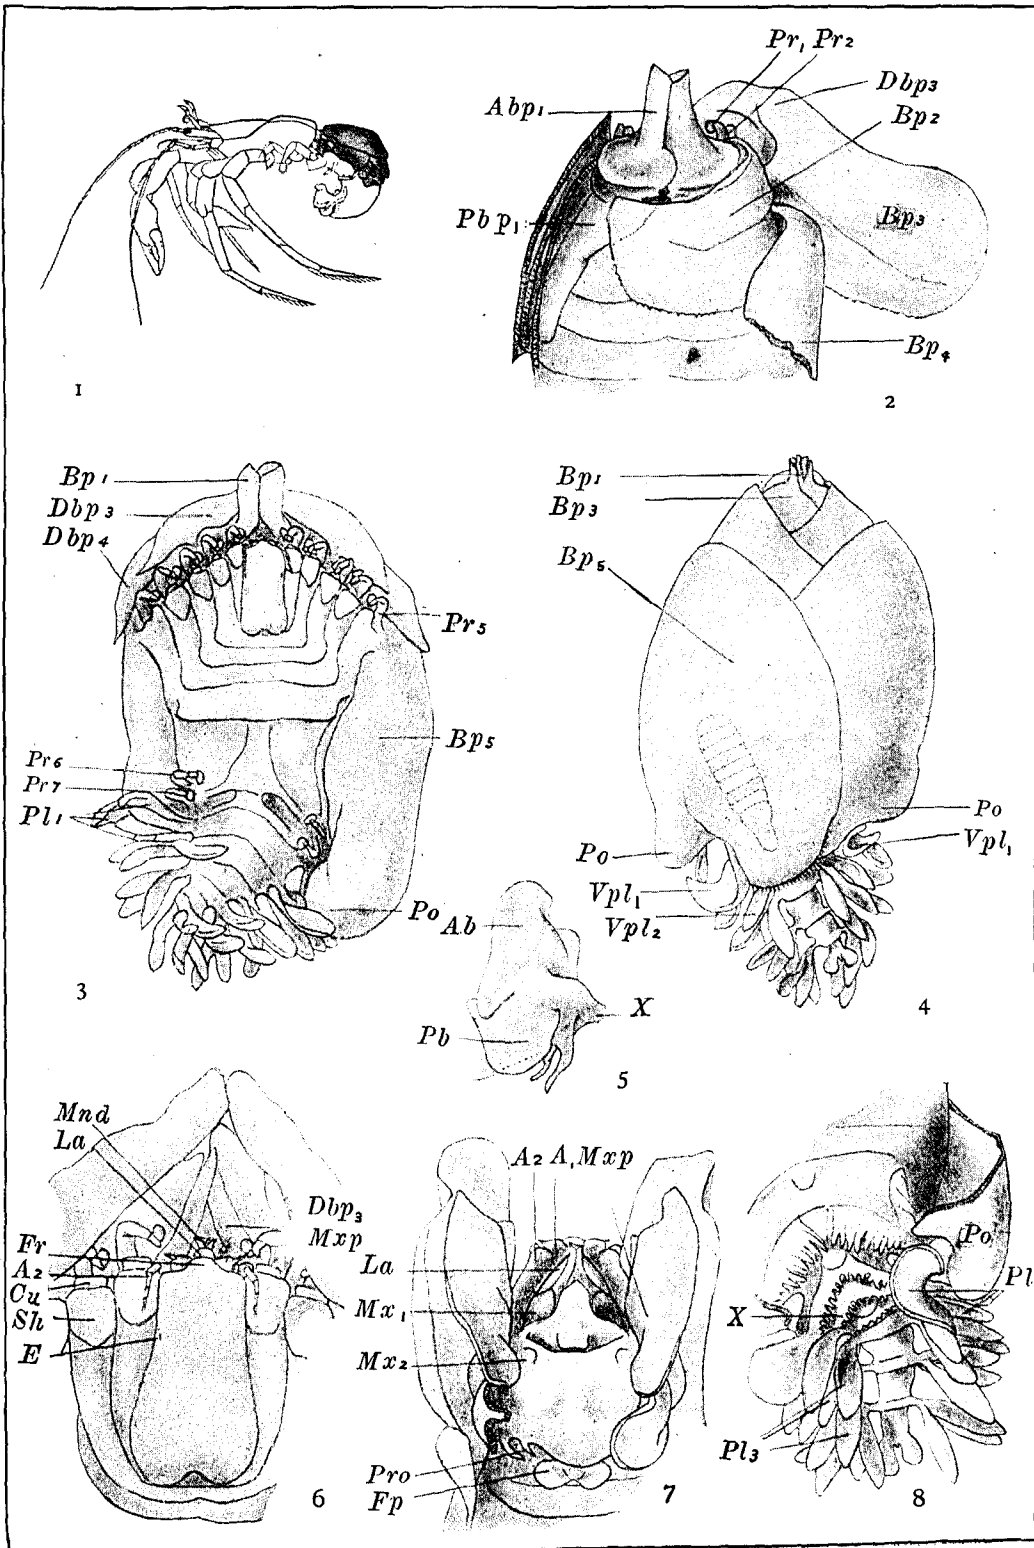 Pr₁ Pr₂
Dbp₃
Abp₁
Bp₂
Pbp₁
Bp₃
Bp₄
1
2
Bp₁
Dbp₃
Dbp₄
Pr₅
Bp₅
Pr₆
Pr₇
Pl₁
Po
3
Bp₁
Bp₃
Bp₅
Po
Po
Vpl₁
Vpl₁
Vpl₂
4
Ab
X
Pb
5
Mnd
La
Dbp₃
Mxp
Fr
A₂
Cu
Sh
E
6
A₂ A₁ Mxp
La
Mx₁
Mx₂
Pro
Fp
7
Po
Pl
X
Pl₃
8